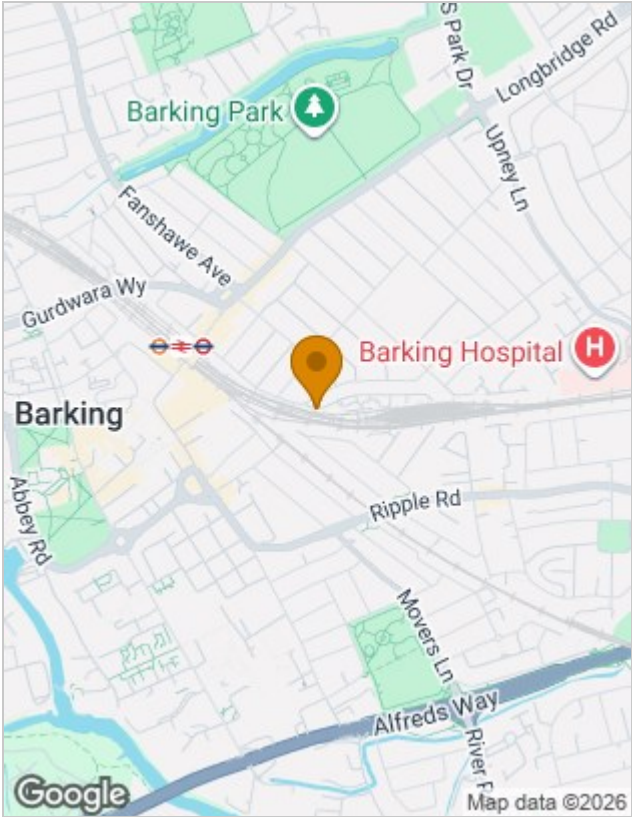 S Park Dr
Longbridge Rd
Barking Park
Upney Ln
Fanshawe Ave
Gurdwara Wy
Barking Hospital
H
Barking
Abbey Rd
Ripple Rd
Movers Ln
Alfreds Way
River R
Google
Map data ©2026